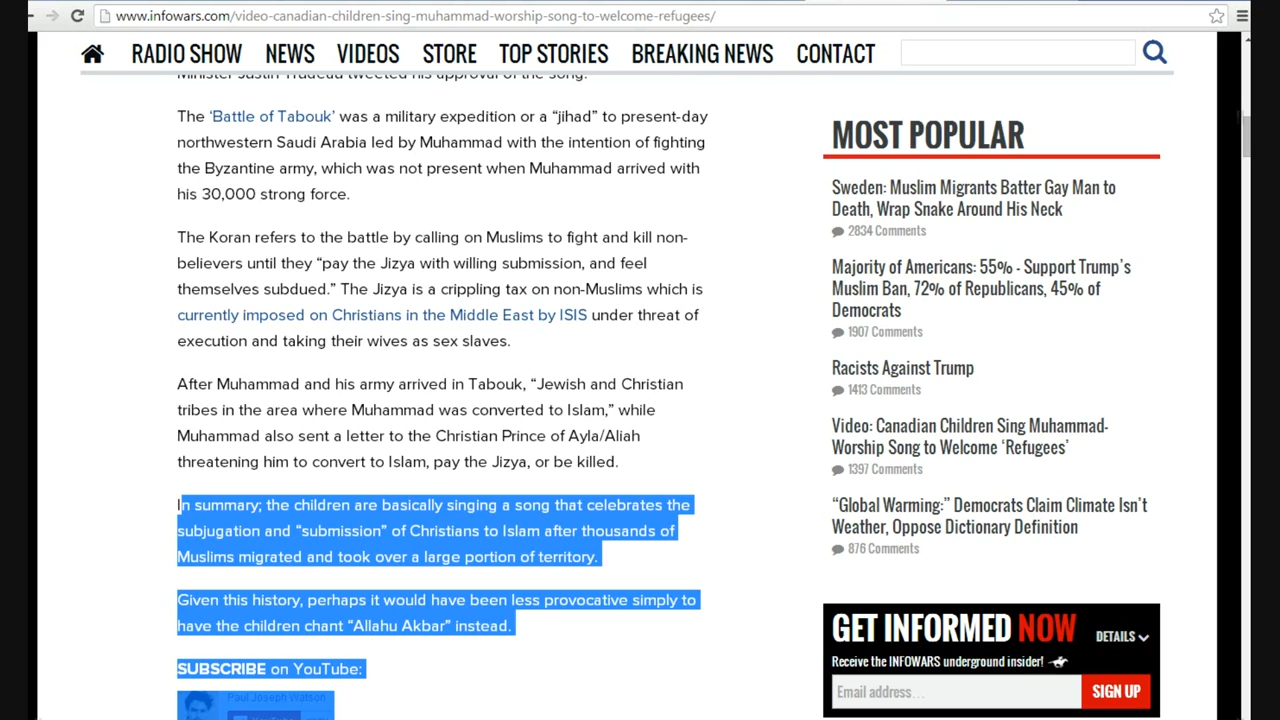 www.infowars.com/video-canadian-children-sing-muhammad-worship-song-to-welcome-refugees/
RADIO SHOW NEWS VIDEOS STORE TOP STORIES BREAKING NEWS CONTACT
Minister Justin Trudeau tweeted his approval of the song.
The ‘Battle of Tabouk’ was a military expedition or a “jihad” to present-day
northwestern Saudi Arabia led by Muhammad with the intention of fighting
the Byzantine army, which was not present when Muhammad arrived with
his 30,000 strong force.
The Koran refers to the battle by calling on Muslims to fight and kill non-
believers until they “pay the Jizya with willing submission, and feel
themselves subdued.” The Jizya is a crippling tax on non-Muslims which is
currently imposed on Christians in the Middle East by ISIS under threat of
execution and taking their wives as sex slaves.
After Muhammad and his army arrived in Tabouk, “Jewish and Christian
tribes in the area where Muhammad was converted to Islam,” while
Muhammad also sent a letter to the Christian Prince of Ayla/Aliah
threatening him to convert to Islam, pay the Jizya, or be killed.
In summary; the children are basically singing a song that celebrates the
subjugation and “submission” of Christians to Islam after thousands of
Muslims migrated and took over a large portion of territory.
Given this history, perhaps it would have been less provocative simply to
have the children chant “Allahu Akbar” instead.
SUBSCRIBE on YouTube:
Paul Joseph Watson
MOST POPULAR
Sweden: Muslim Migrants Batter Gay Man to
Death, Wrap Snake Around His Neck
2834 Comments
Majority of Americans: 55% - Support Trump’s
Muslim Ban, 72% of Republicans, 45% of
Democrats
1907 Comments
Racists Against Trump
1413 Comments
Video: Canadian Children Sing Muhammad-
Worship Song to Welcome ‘Refugees’
1397 Comments
“Global Warming:” Democrats Claim Climate Isn’t
Weather, Oppose Dictionary Definition
876 Comments
GET INFORMED NOW DETAILS
Receive the INFOWARS underground insider!
Email address... SIGN UP